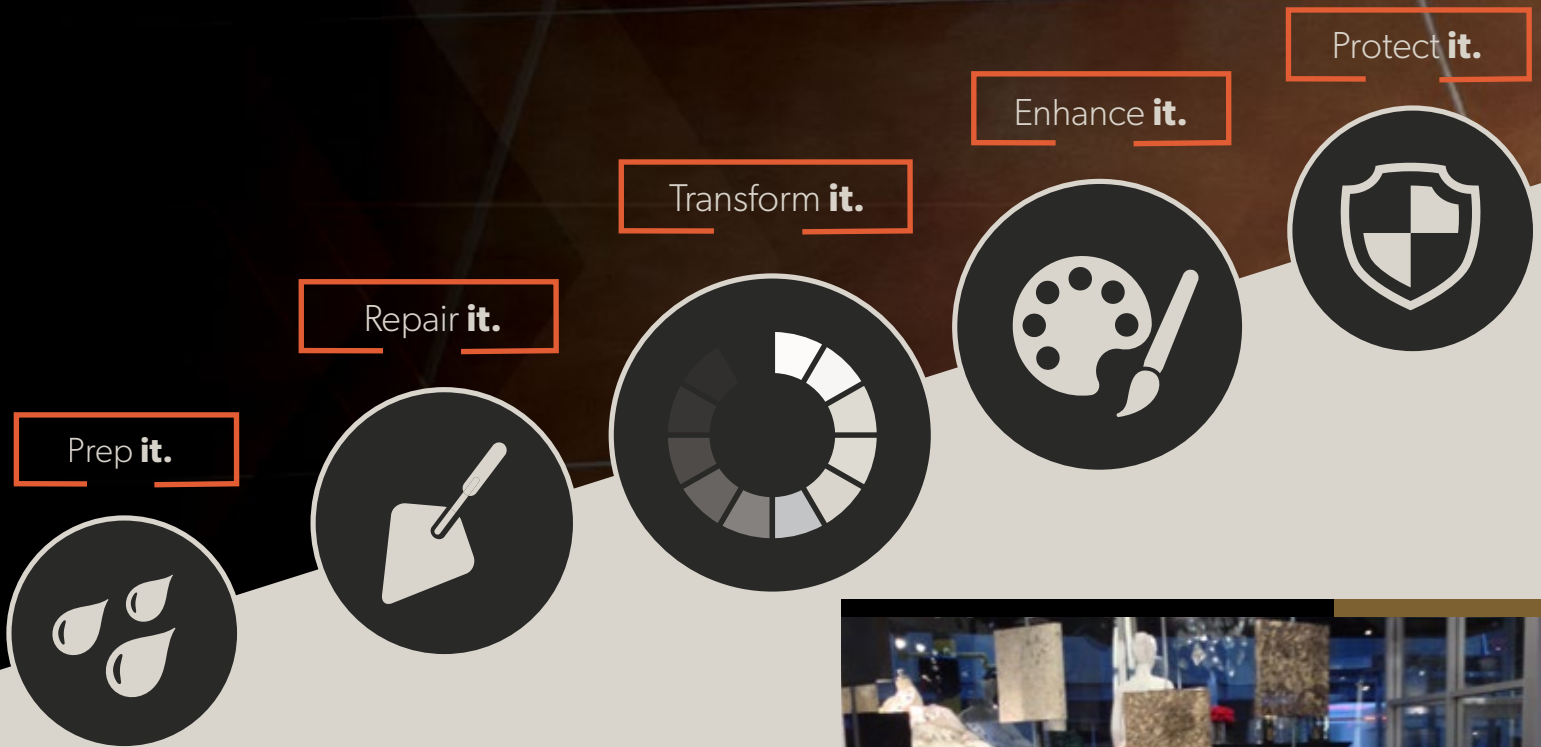 Prep it.
Repair it.
Transform it.
Enhance it.
Protect it.